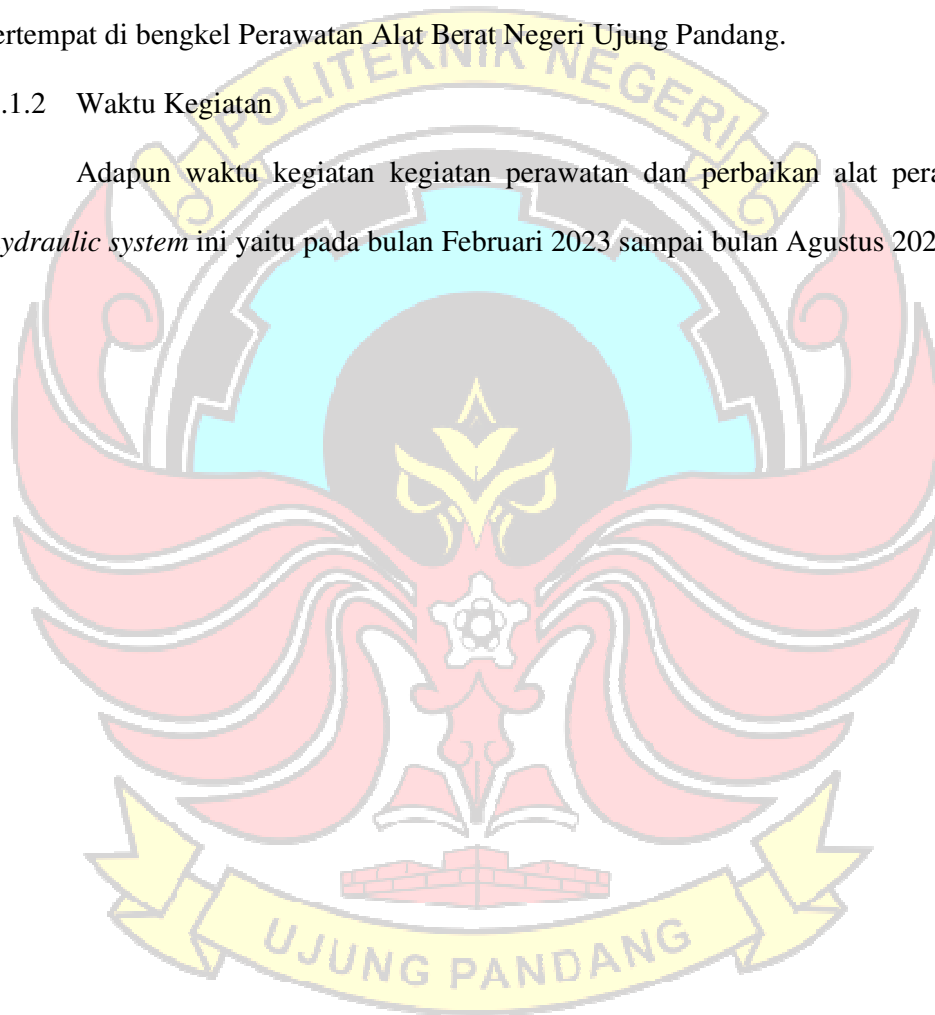 ertempat di bengkel Perawatan Alat Berat Negeri Ujung Pandang.
.1.2 Waktu Kegiatan
Adapun waktu kegiatan kegiatan perawatan dan perbaikan alat pera
ydraulic system ini yaitu pada bulan Februari 2023 sampai bulan Agustus 202
POLITEKNIK NEGERI
UJUNG PANDANG